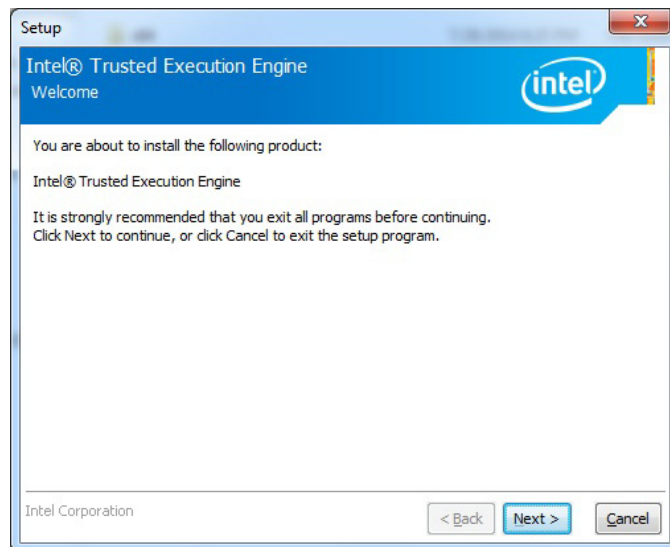 Setup
Intel® Trusted Execution Engine
Welcome
intel
You are about to install the following product:
Intel® Trusted Execution Engine
It is strongly recommended that you exit all programs before continuing.
Click Next to continue, or click Cancel to exit the setup program.
Intel Corporation
< Back
Next >
Cancel